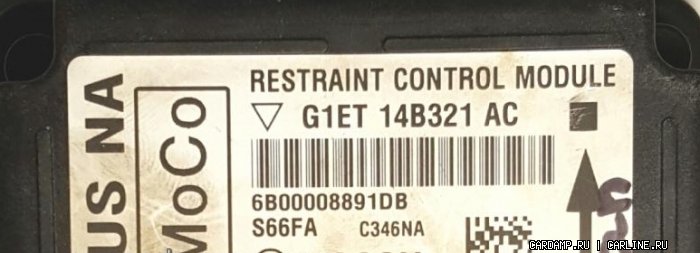 RESTRAINT CONTROL MODULE
G1ET 14B321 AC
6B00008891DB
S66FA C346NA
US NA
MoCo
CARDAMP.RU | CARLINE.RU